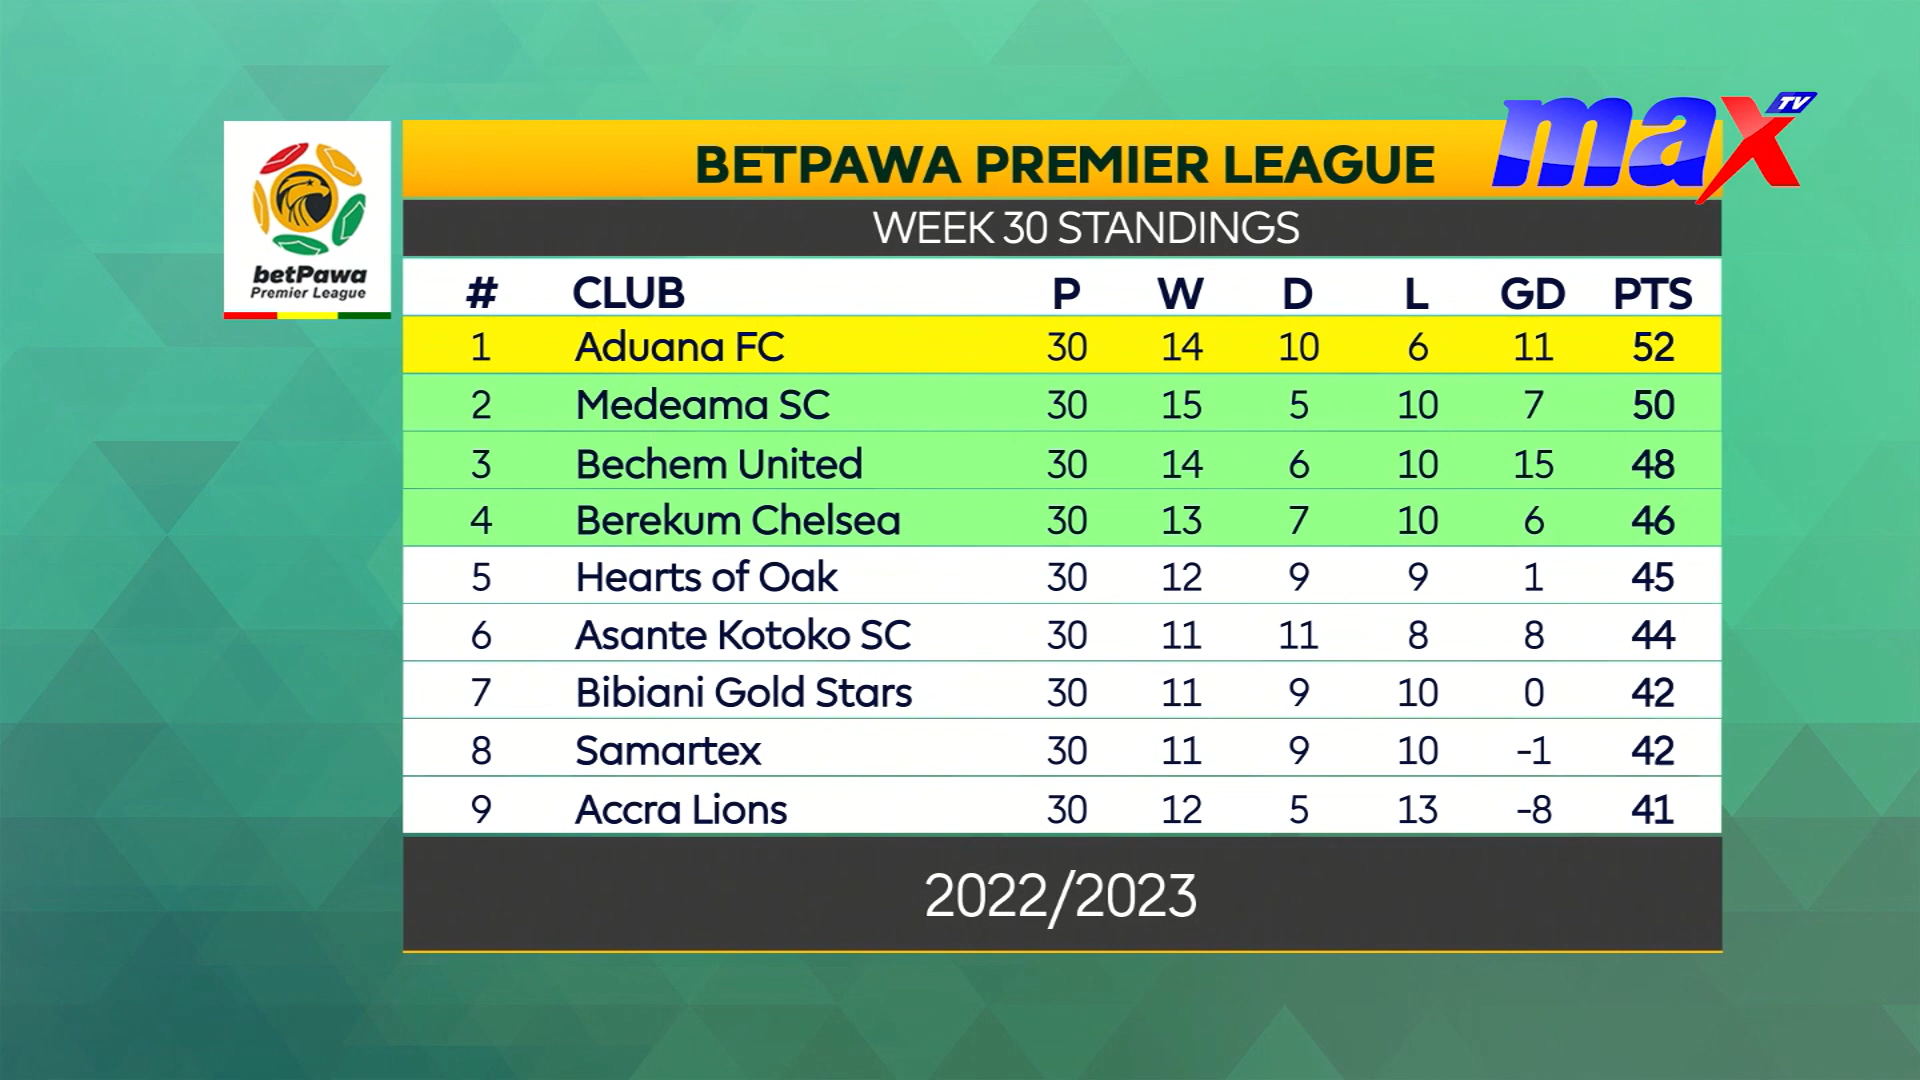 max TV
betPawa
Premier League
BETPAWA PREMIER LEAGUE
WEEK 30 STANDINGS
# CLUB P W D L GD PTS
1 Aduana FC 30 14 10 6 11 52
2 Medeama SC 30 15 5 10 7 50
3 Bechem United 30 14 6 10 15 48
4 Berekum Chelsea 30 13 7 10 6 46
5 Hearts of Oak 30 12 9 9 1 45
6 Asante Kotoko SC 30 11 11 8 8 44
7 Bibiani Gold Stars 30 11 9 10 0 42
8 Samartex 30 11 9 10 -1 42
9 Accra Lions 30 12 5 13 -8 41
2022/2023